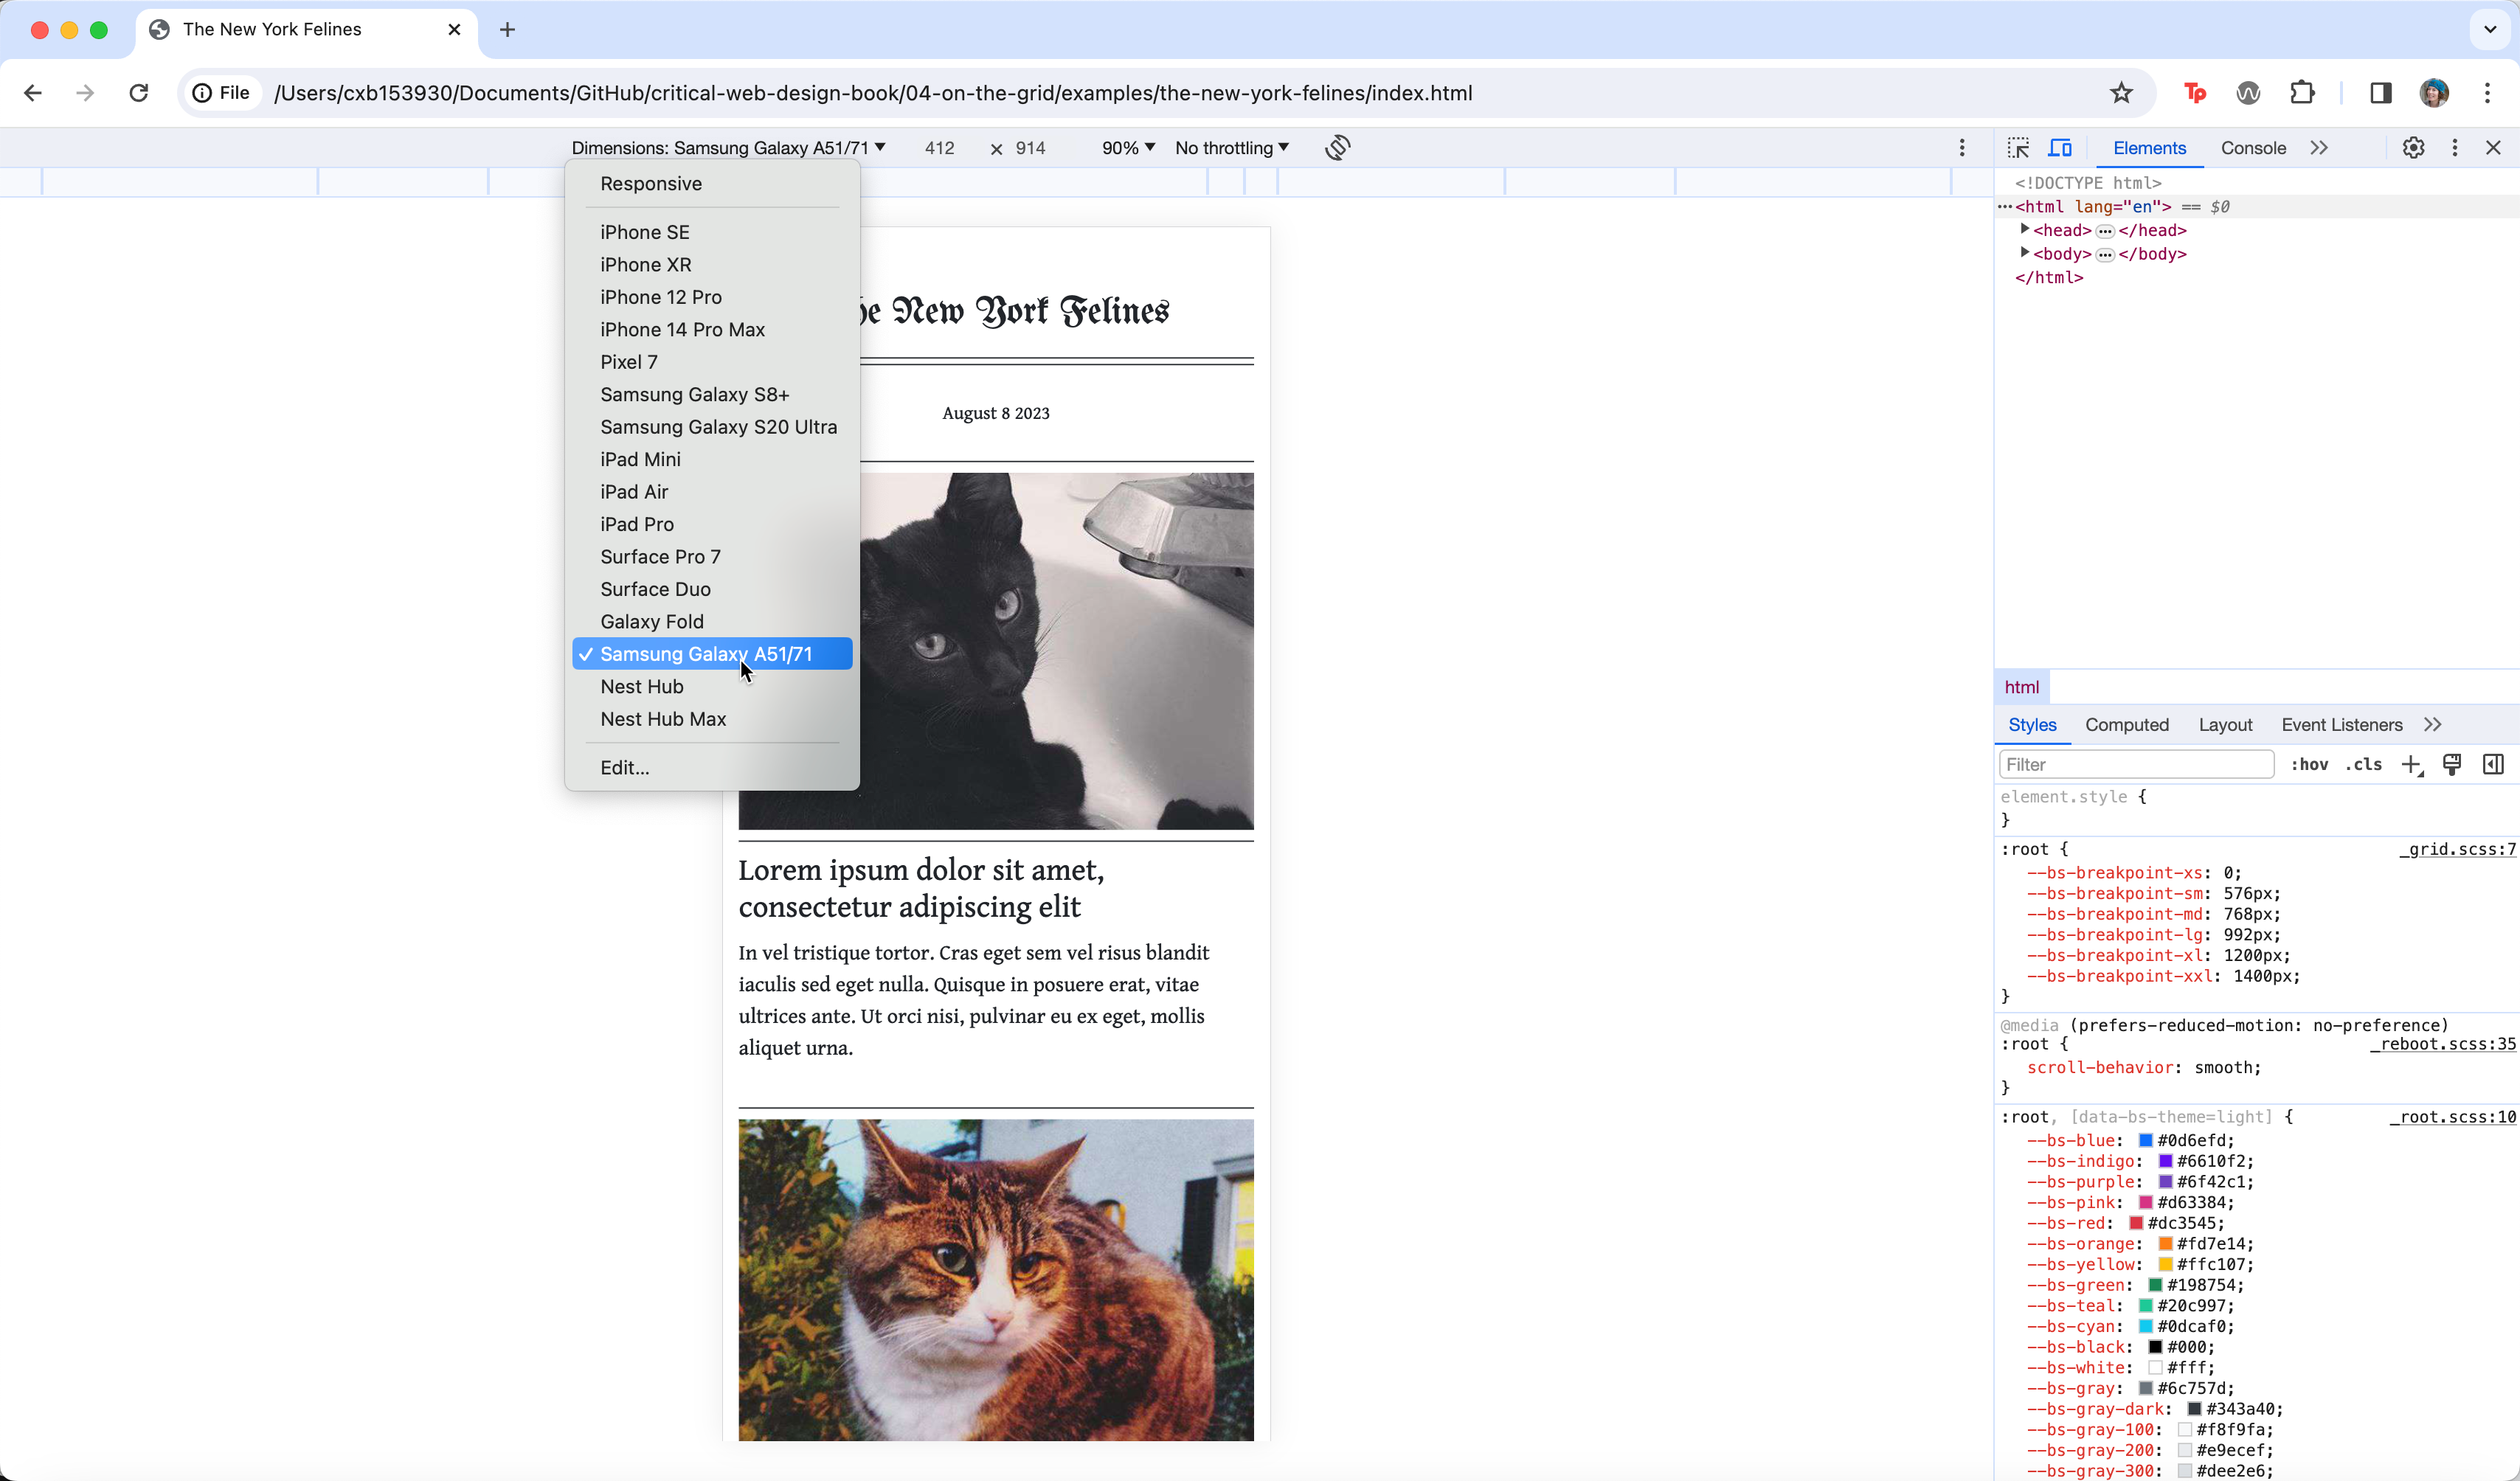 The New York Felines
File /Users/cxb153930/Documents/GitHub/critical-web-design-book/04-on-the-grid/examples/the-new-york-felines/index.html
Tp
Dimensions: Samsung Galaxy A51/71 ▼ 412 × 914 90% ▼ No throttling ▼
Responsive
iPhone SE
iPhone XR
iPhone 12 Pro
iPhone 14 Pro Max
Pixel 7
Samsung Galaxy S8+
Samsung Galaxy S20 Ultra
iPad Mini
iPad Air
iPad Pro
Surface Pro 7
Surface Duo
Galaxy Fold
✓ Samsung Galaxy A51/71
Nest Hub
Nest Hub Max
Edit...
he New York Felines
August 8 2023
Lorem ipsum dolor sit amet,
consectetur adipiscing elit
In vel tristique tortor. Cras eget sem vel risus blandit
iaculis sed eget nulla. Quisque in posuere erat, vitae
ultrices ante. Ut orci nisi, pulvinar eu ex eget, mollis
aliquet urna.
Elements Console
<!DOCTYPE html>
<html lang="en"> == $0
<head> ... </head>
<body> ... </body>
</html>
html
Styles Computed Layout Event Listeners
Filter :hov .cls
element.style {
}
:root { _grid.scss:7
--bs-breakpoint-xs: 0;
--bs-breakpoint-sm: 576px;
--bs-breakpoint-md: 768px;
--bs-breakpoint-lg: 992px;
--bs-breakpoint-xl: 1200px;
--bs-breakpoint-xxl: 1400px;
}
@media (prefers-reduced-motion: no-preference)
:root { _reboot.scss:35
scroll-behavior: smooth;
}
:root, [data-bs-theme=light] { _root.scss:10
--bs-blue: #0d6efd;
--bs-indigo: #6610f2;
--bs-purple: #6f42c1;
--bs-pink: #d63384;
--bs-red: #dc3545;
--bs-orange: #fd7e14;
--bs-yellow: #ffc107;
--bs-green: #198754;
--bs-teal: #20c997;
--bs-cyan: #0dcaf0;
--bs-black: #000;
--bs-white: #fff;
--bs-gray: #6c757d;
--bs-gray-dark: #343a40;
--bs-gray-100: #f8f9fa;
--bs-gray-200: #e9ecef;
--bs-gray-300: #dee2e6;